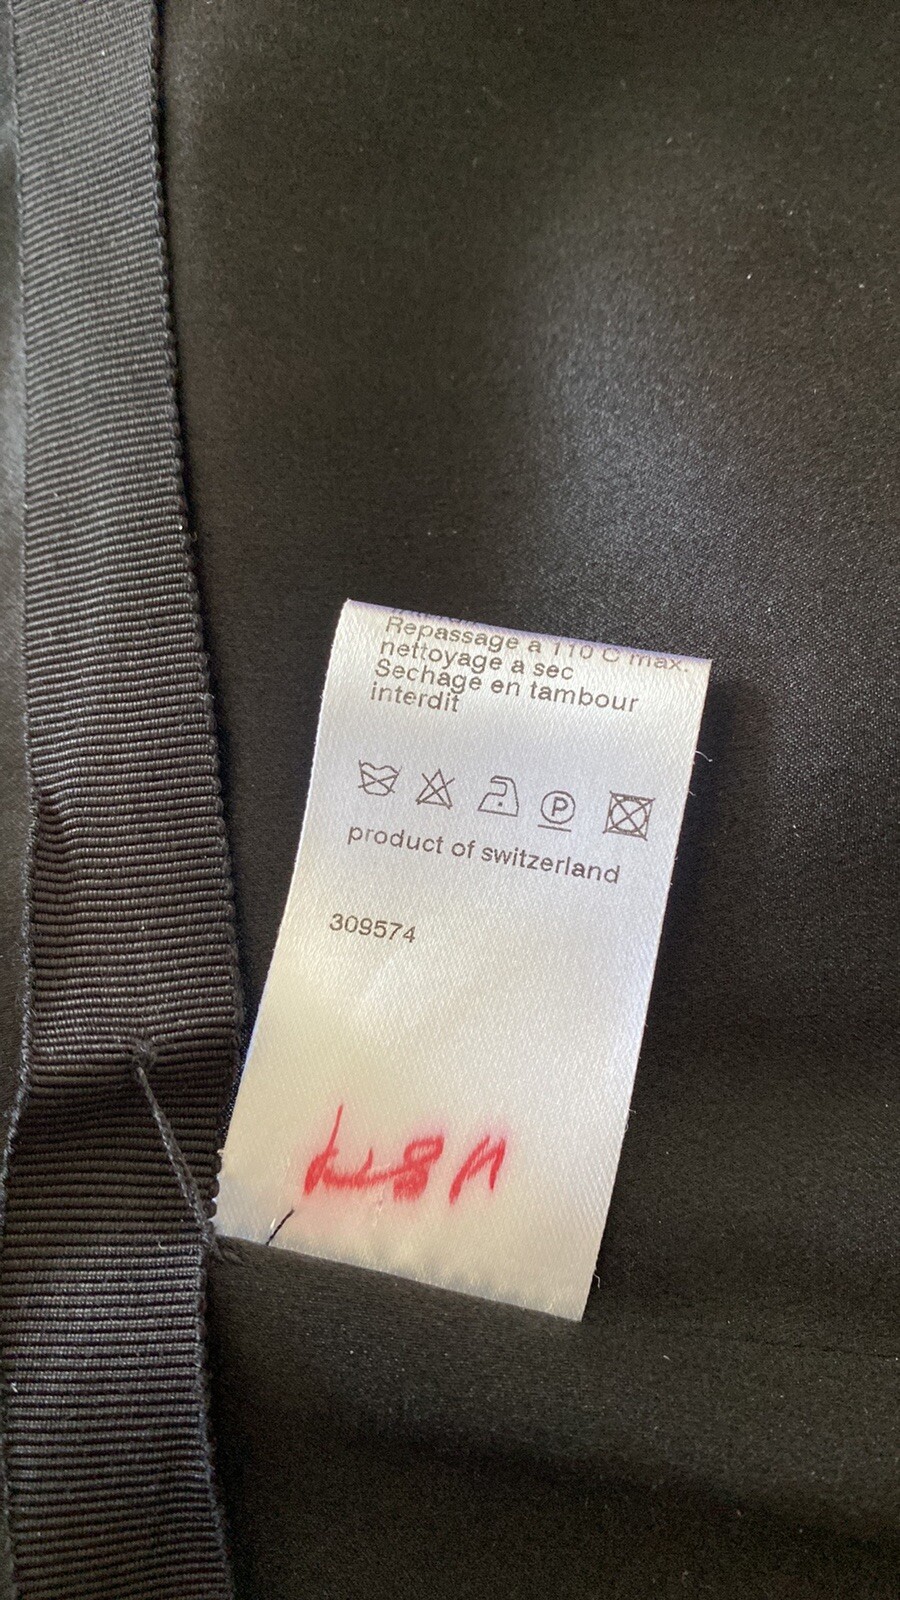 Repassage a 110 C max.
nettoyage a sec
Sechage en tambour
interdit
P
product of switzerland
309574